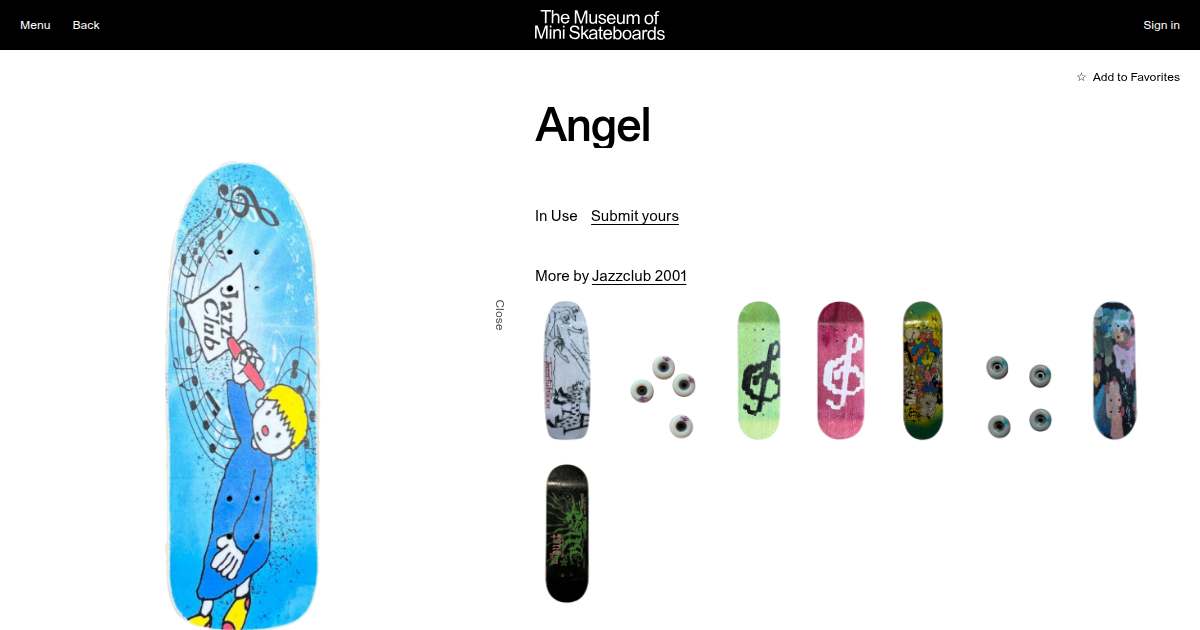 Menu
Back
The Museum of
Mini Skateboards
Sign in
☆ Add to Favorites
Angel
In Use
Submit yours
More by Jazzclub 2001
Close
Jazz
Club